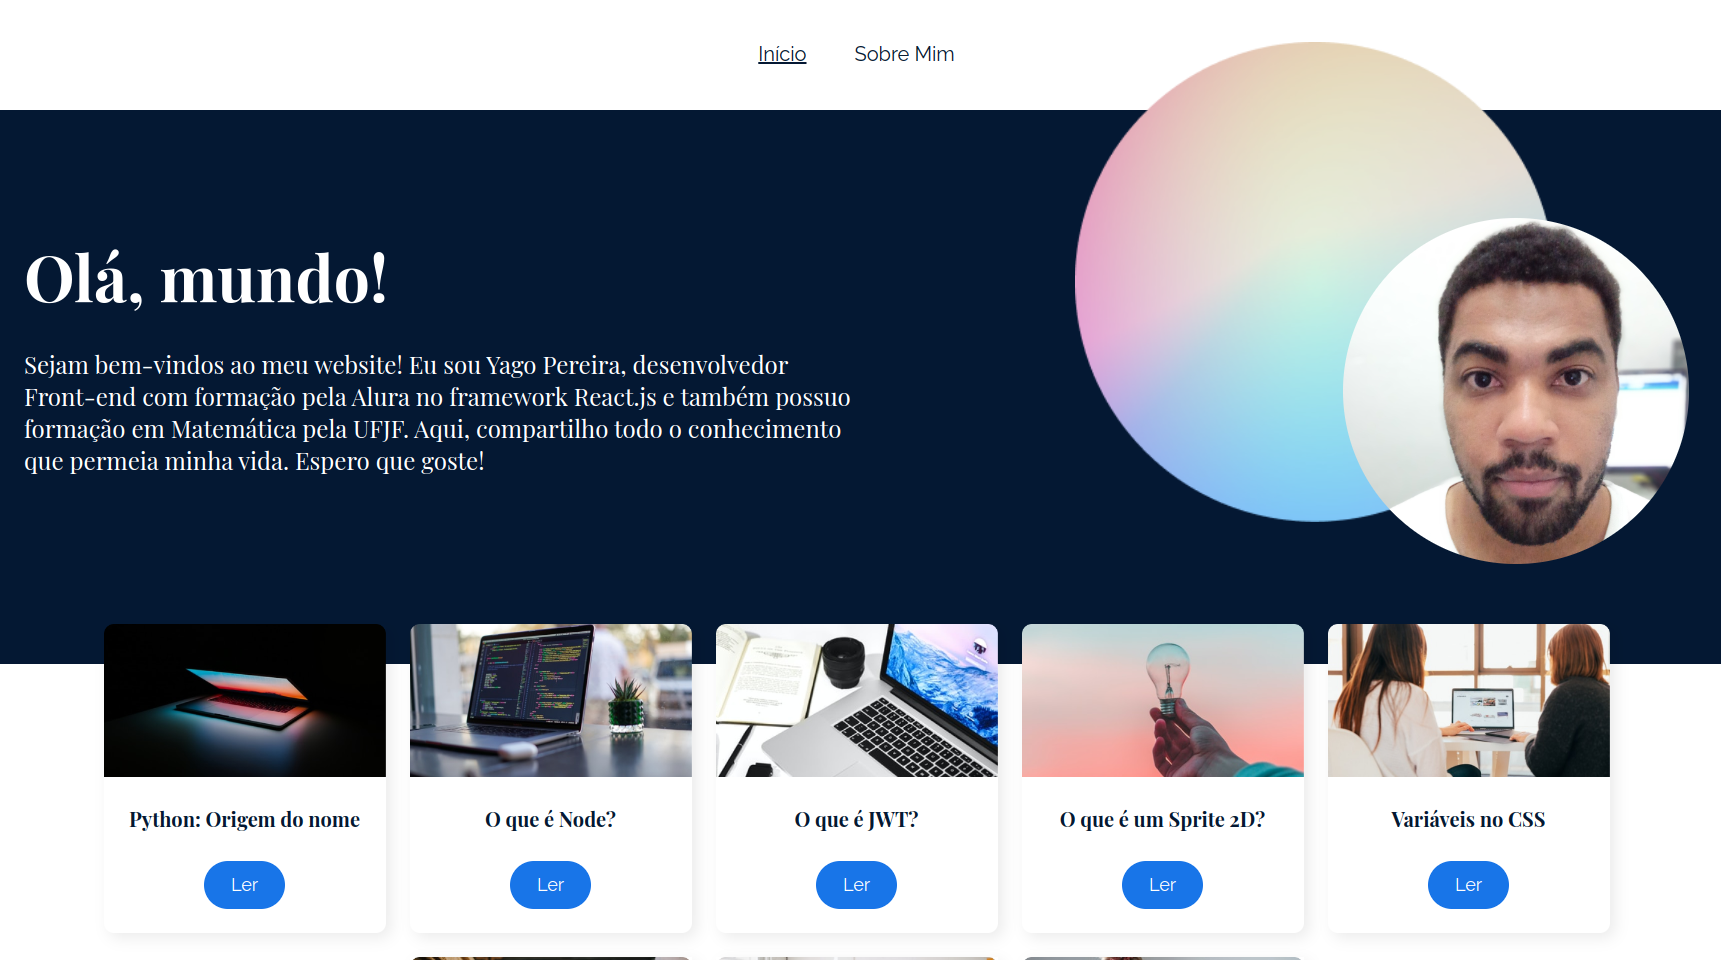 Início Sobre Mim
Olá, mundo!
Sejam bem-vindos ao meu website! Eu sou Yago Pereira, desenvolvedor
Front-end com formação pela Alura no framework React.js e também possuo
formação em Matemática pela UFJF. Aqui, compartilho todo o conhecimento
que permeia minha vida. Espero que goste!
Python: Origem do nome
O que é Node?
O que é JWT?
O que é um Sprite 2D?
Variáveis no CSS
Ler
Ler
Ler
Ler
Ler